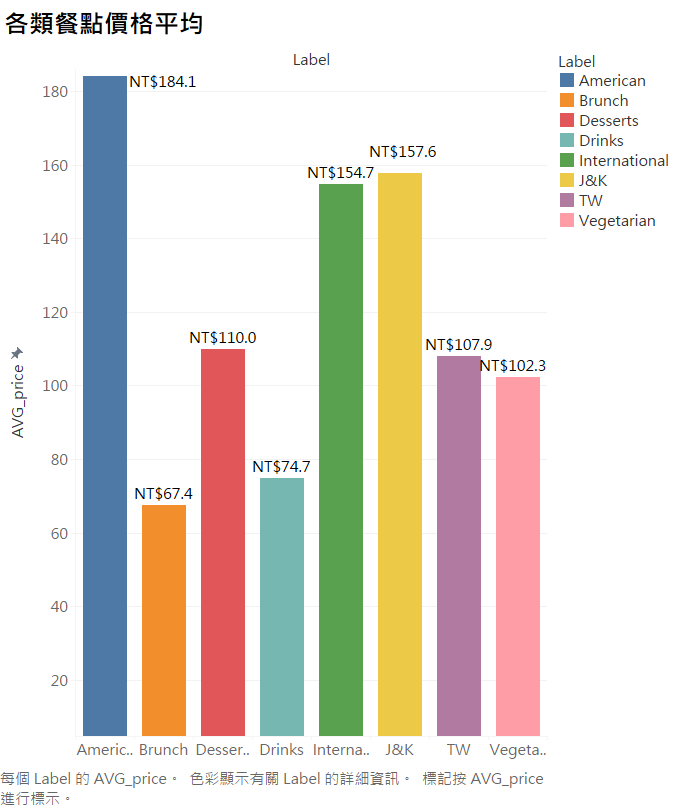 各類餐點價格平均
Label
NT$184.1
NT$67.4
NT$110.0
NT$74.7
NT$154.7
NT$157.6
NT$107.9
NT$102.3
180
160
140
120
100
80
60
40
20
AVG_price
Americ..
Brunch
Desser..
Drinks
Interna..
J&K
TW
Vegeta..
Label
American
Brunch
Desserts
Drinks
International
J&K
TW
Vegetarian
每個 Label 的 AVG_price。 色彩顯示有關 Label 的詳細資訊。 標記按 AVG_price
進行標示。